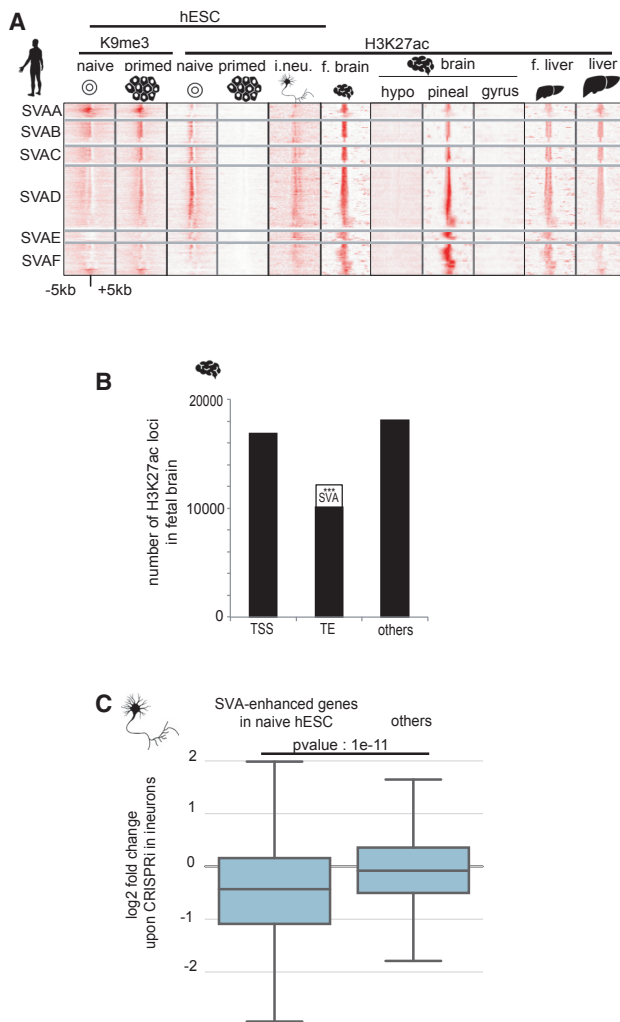 A
hESC
K9me3
H3K27ac
naive primed naive primed i.neu. f. brain brain f. liver liver
hypo pineal gyrus
SVAA
SVAB
SVAC
SVAD
SVAE
SVAF
-5kb +5kb
B
number of H3K27ac loci
in fetal brain
20000
10000
0
***
SVA
TSS TE others
C
SVA-enhanced genes
in naive hESC
others
pvalue : 1e-11
log2 fold change
upon CRISPRi in ineurons
2
1
0
-1
-2